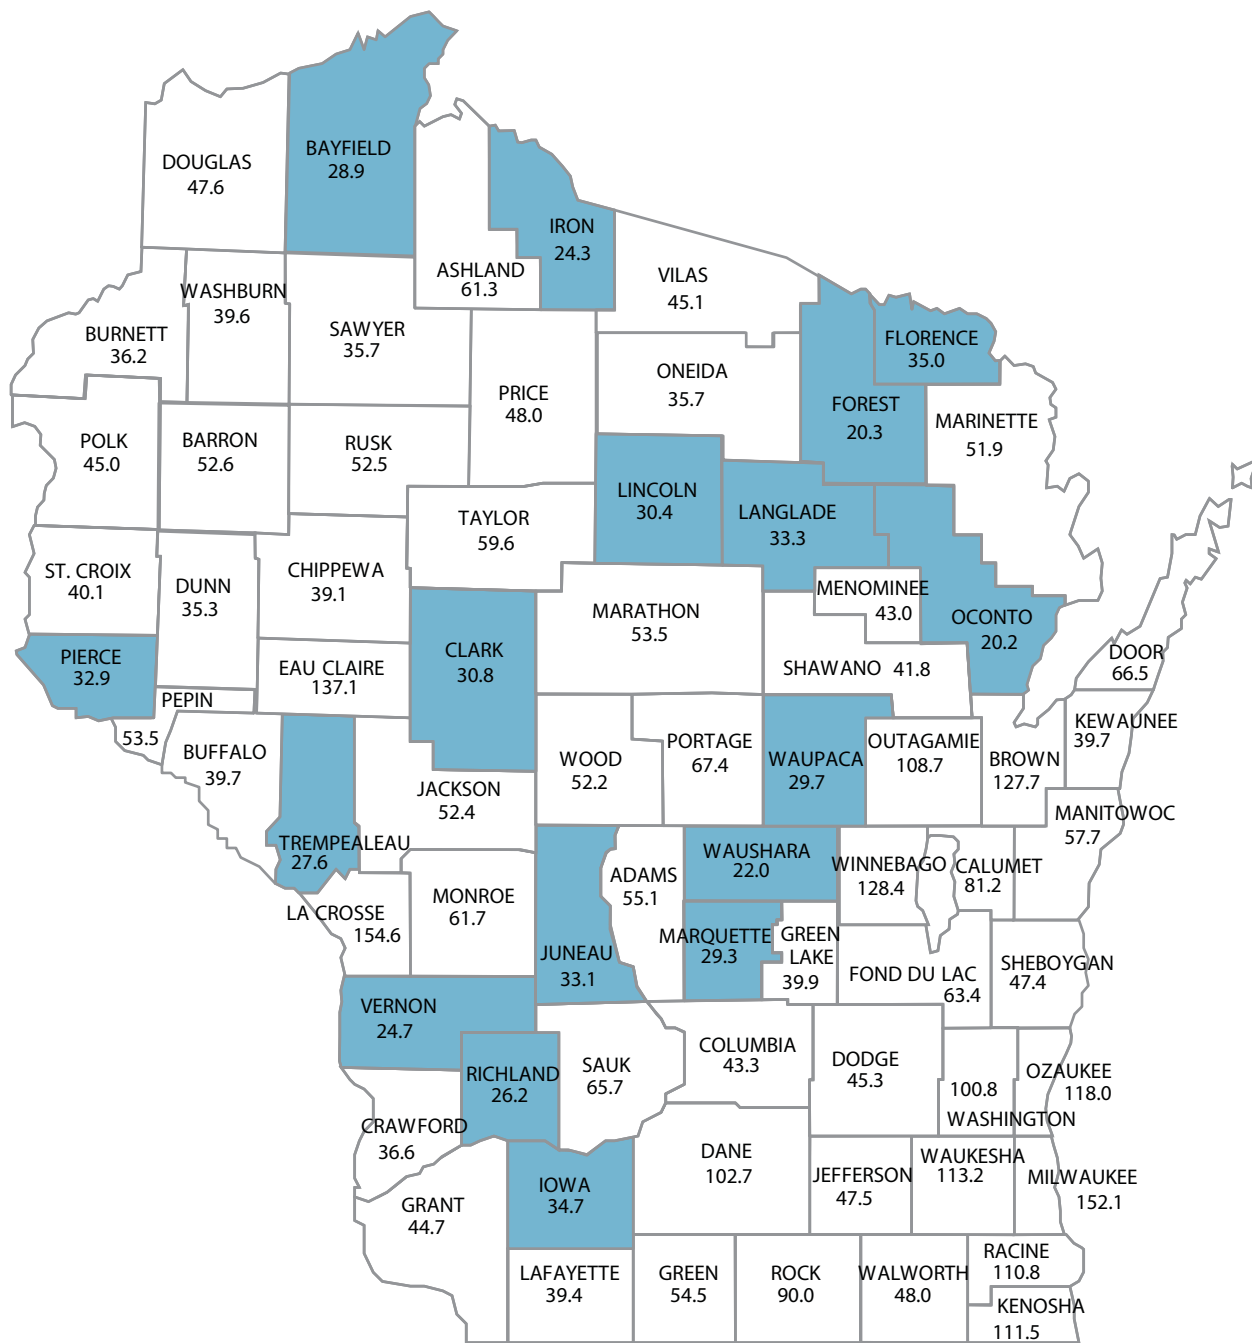 BAYFIELD
28.9
DOUGLAS
47.6
IRON
24.3
ASHLAND
61.3
VILAS
45.1
WASHBURN
39.6
BURNETT
36.2
SAWYER
35.7
FLORENCE
35.0
PRICE
48.0
ONEIDA
35.7
FOREST
20.3
MARINETTE
51.9
POLK
45.0
BARRON
52.6
RUSK
52.5
LINCOLN
30.4
LANGLADE
33.3
TAYLOR
59.6
ST. CROIX
40.1
DUNN
35.3
CHIPPEWA
39.1
MENOMINEE
43.0
MARATHON
53.5
OCONTO
20.2
PIERCE
32.9
CLARK
30.8
EAU CLAIRE
137.1
SHAWANO 41.8
DOOR
66.5
PEPIN
53.5
BUFFALO
39.7
WOOD
52.2
PORTAGE
67.4
WAUPACA
29.7
OUTAGAMIE
108.7
BROWN
127.7
KEWAUNEE
39.7
JACKSON
52.4
MANITOWOC
57.7
TREMPEALEAU
27.6
WAUSHARA
22.0
WINNEBAGO
128.4
CALUMET
81.2
ADAMS
55.1
MONROE
61.7
LA CROSSE
154.6
JUNEAU
33.1
MARQUETTE
29.3
GREEN
LAKE
39.9
FOND DU LAC
63.4
SHEBOYGAN
47.4
VERNON
24.7
RICHLAND
26.2
SAUK
65.7
COLUMBIA
43.3
DODGE
45.3
100.8
WASHINGTON
OZAUKEE
118.0
CRAWFORD
36.6
DANE
102.7
JEFFERSON
47.5
WAUKESHA
113.2
MILWAUKEE
152.1
GRANT
44.7
IOWA
34.7
LAFAYETTE
39.4
GREEN
54.5
ROCK
90.0
WALWORTH
48.0
RACINE
110.8
KENOSHA
111.5